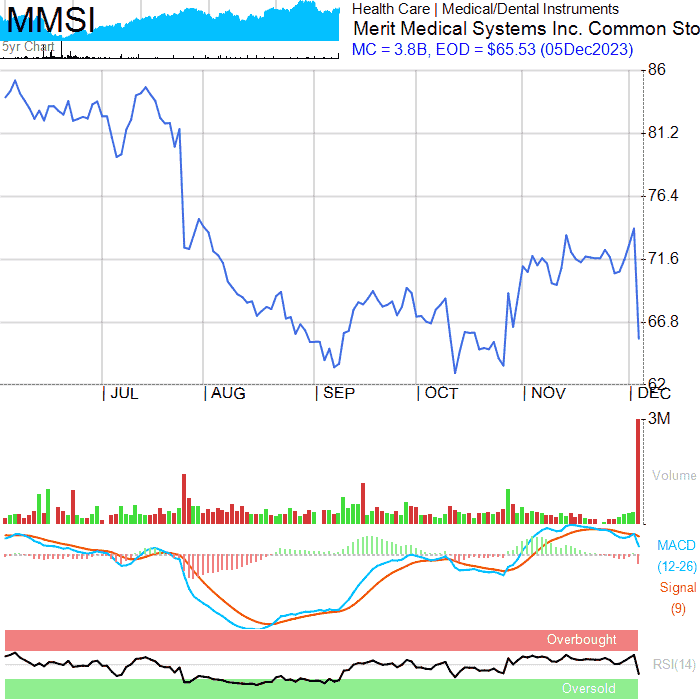 MMSI
5yr Chart
Health Care | Medical/Dental Instruments
Merit Medical Systems Inc. Common Sto
MC = 3.8B, EOD = $65.53 (05Dec2023)
86
81.2
76.4
71.6
66.8
62
JUL
AUG
SEP
OCT
NOV
DEC
3M
Volume
MACD
(12-26)
Signal
(9)
Overbought
RSI(14)
Oversold